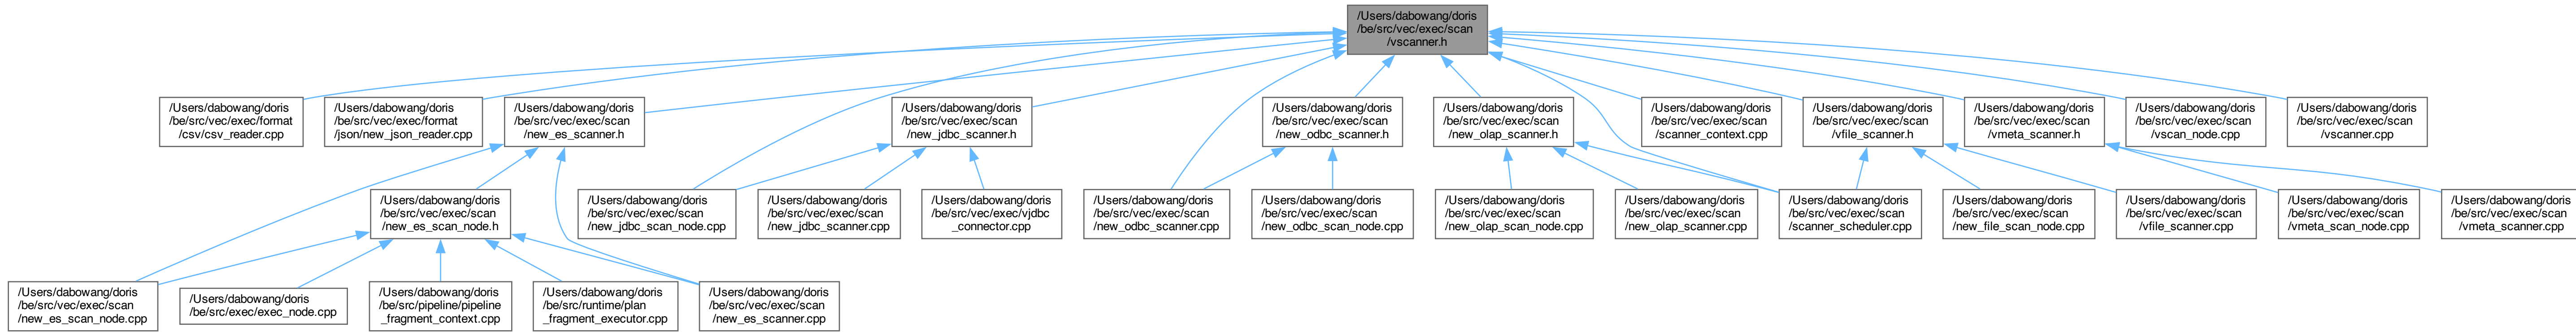 /Users/dabowang/doris
/be/src/vec/exec/scan
/vscanner.h
/Users/dabowang/doris
/be/src/vec/exec/format
/csv/csv_reader.cpp
/Users/dabowang/doris
/be/src/vec/exec/format
/json/new_json_reader.cpp
/Users/dabowang/doris
/be/src/vec/exec/scan
/new_es_scanner.h
/Users/dabowang/doris
/be/src/vec/exec/scan
/new_jdbc_scanner.h
/Users/dabowang/doris
/be/src/vec/exec/scan
/new_odbc_scanner.h
/Users/dabowang/doris
/be/src/vec/exec/scan
/new_olap_scanner.h
/Users/dabowang/doris
/be/src/vec/exec/scan
/scanner_context.cpp
/Users/dabowang/doris
/be/src/vec/exec/scan
/vfile_scanner.h
/Users/dabowang/doris
/be/src/vec/exec/scan
/vmeta_scanner.h
/Users/dabowang/doris
/be/src/vec/exec/scan
/vscan_node.cpp
/Users/dabowang/doris
/be/src/vec/exec/scan
/vscanner.cpp
/Users/dabowang/doris
/be/src/vec/exec/scan
/new_es_scan_node.h
/Users/dabowang/doris
/be/src/vec/exec/scan
/new_jdbc_scan_node.cpp
/Users/dabowang/doris
/be/src/vec/exec/scan
/new_jdbc_scanner.cpp
/Users/dabowang/doris
/be/src/vec/exec/vjdbc
_connector.cpp
/Users/dabowang/doris
/be/src/vec/exec/scan
/new_odbc_scanner.cpp
/Users/dabowang/doris
/be/src/vec/exec/scan
/new_odbc_scan_node.cpp
/Users/dabowang/doris
/be/src/vec/exec/scan
/new_olap_scan_node.cpp
/Users/dabowang/doris
/be/src/vec/exec/scan
/new_olap_scanner.cpp
/Users/dabowang/doris
/be/src/vec/exec/scan
/scanner_scheduler.cpp
/Users/dabowang/doris
/be/src/vec/exec/scan
/new_file_scan_node.cpp
/Users/dabowang/doris
/be/src/vec/exec/scan
/vfile_scanner.cpp
/Users/dabowang/doris
/be/src/vec/exec/scan
/vmeta_scan_node.cpp
/Users/dabowang/doris
/be/src/vec/exec/scan
/vmeta_scanner.cpp
/Users/dabowang/doris
/be/src/vec/exec/scan
/new_es_scan_node.cpp
/Users/dabowang/doris
/be/src/exec/exec_node.cpp
/Users/dabowang/doris
/be/src/pipeline/pipeline
_fragment_context.cpp
/Users/dabowang/doris
/be/src/runtime/plan
_fragment_executor.cpp
/Users/dabowang/doris
/be/src/vec/exec/scan
/new_es_scanner.cpp